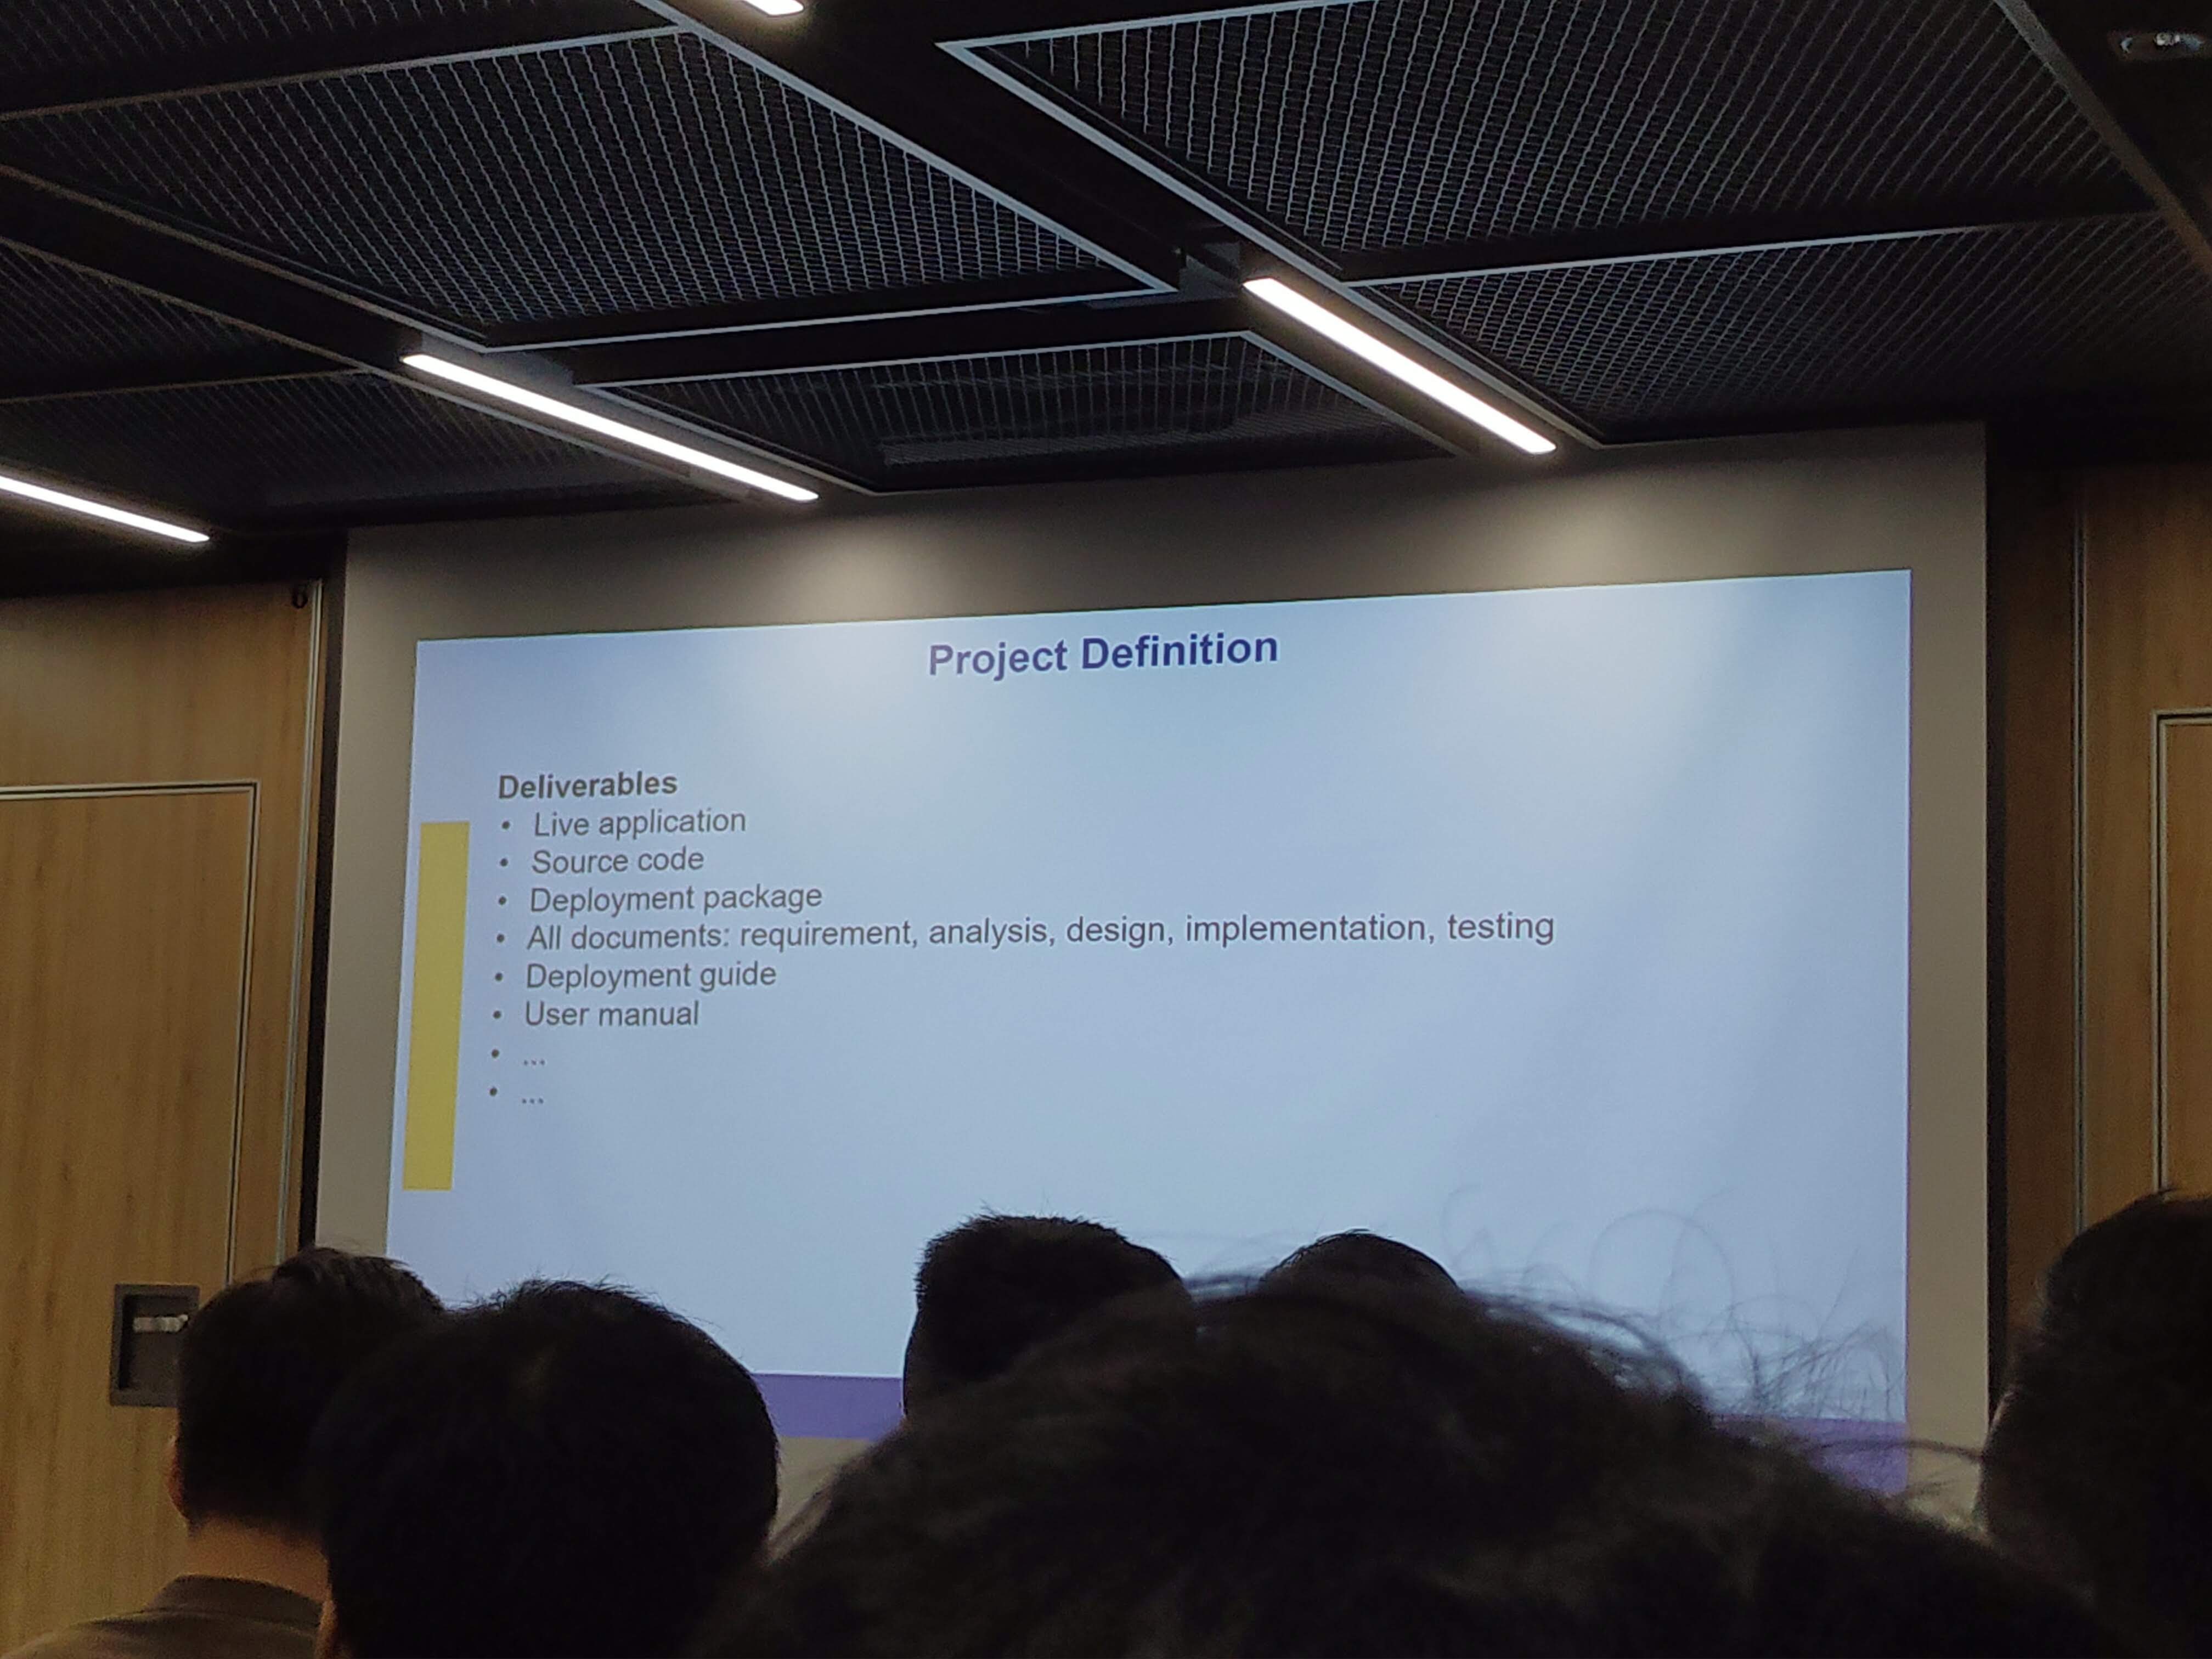 Project Definition
Deliverables
• Live application
• Source code
• Deployment package
• All documents: requirement, analysis, design, implementation, testing
• Deployment guide
• User manual
• ...
• ...